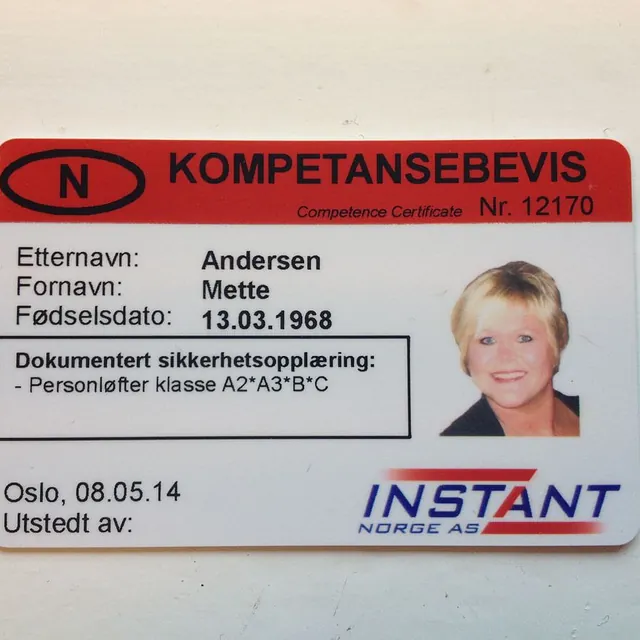 N
KOMPETANSEBEVIS
Competence Certificate Nr. 12170
Etternavn: Andersen
Fornavn: Mette
Fødselsdato: 13.03.1968
Dokumentert sikkerhetsopplæring:
- Personløfter klasse A2*A3*B*C
Oslo, 08.05.14
Utstedt av:
INSTANT
NORGE AS